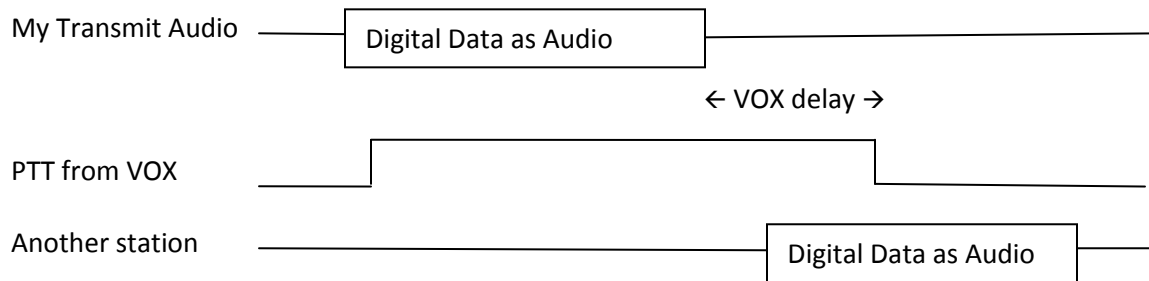 My Transmit Audio
Digital Data as Audio
← VOX delay →
PTT from VOX
Another station
Digital Data as Audio